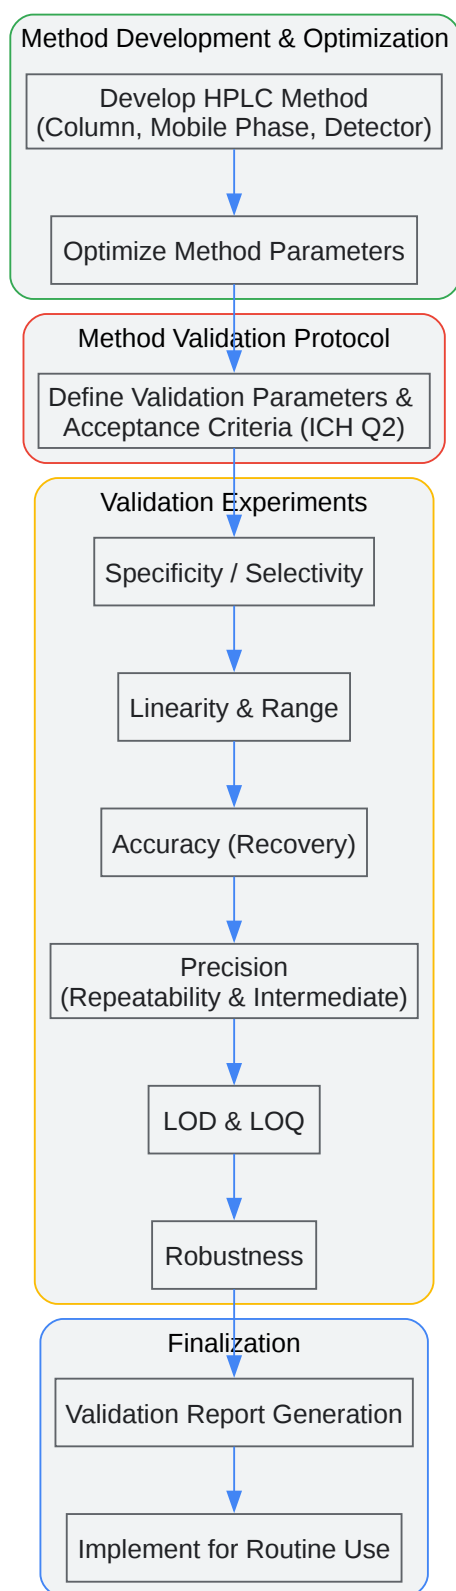 Method Development & Optimization
Develop HPLC Method
(Column, Mobile Phase, Detector)
Optimize Method Parameters
Method Validation Protocol
Define Validation Parameters &
Acceptance Criteria (ICH Q2)
Validation Experiments
Specificity / Selectivity
Linearity & Range
Accuracy (Recovery)
Precision
(Repeatability & Intermediate)
LOD & LOQ
Robustness
Finalization
Validation Report Generation
Implement for Routine Use